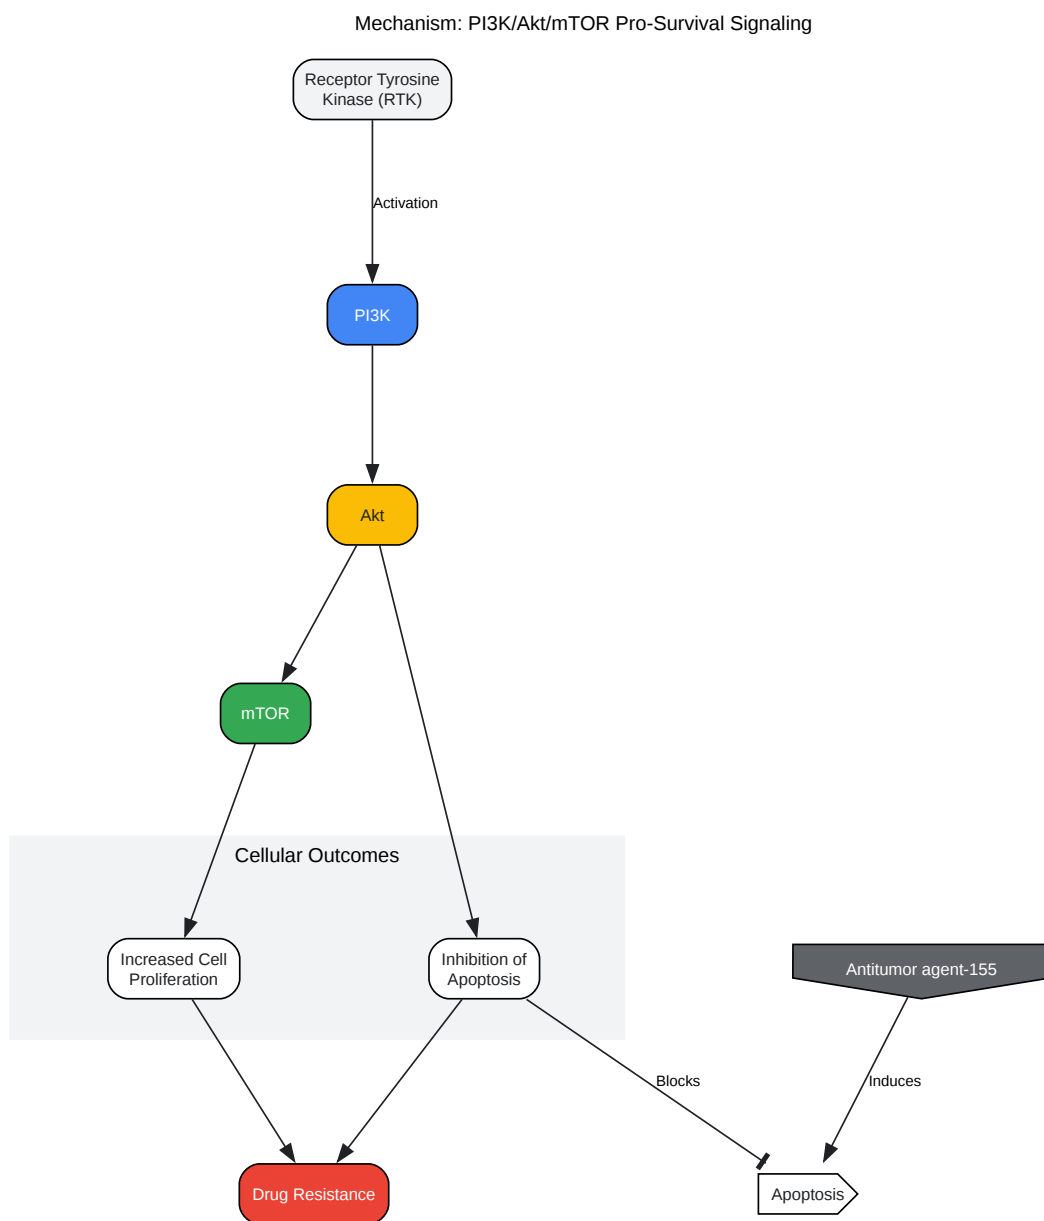 Mechanism: PI3K/Akt/mTOR Pro-Survival Signaling
Receptor Tyrosine
Kinase (RTK)
Activation
PI3K
Akt
mTOR
Cellular Outcomes
Increased Cell
Proliferation
Inhibition of
Apoptosis
Antitumor agent-155
Blocks
Induces
Drug Resistance
Apoptosis